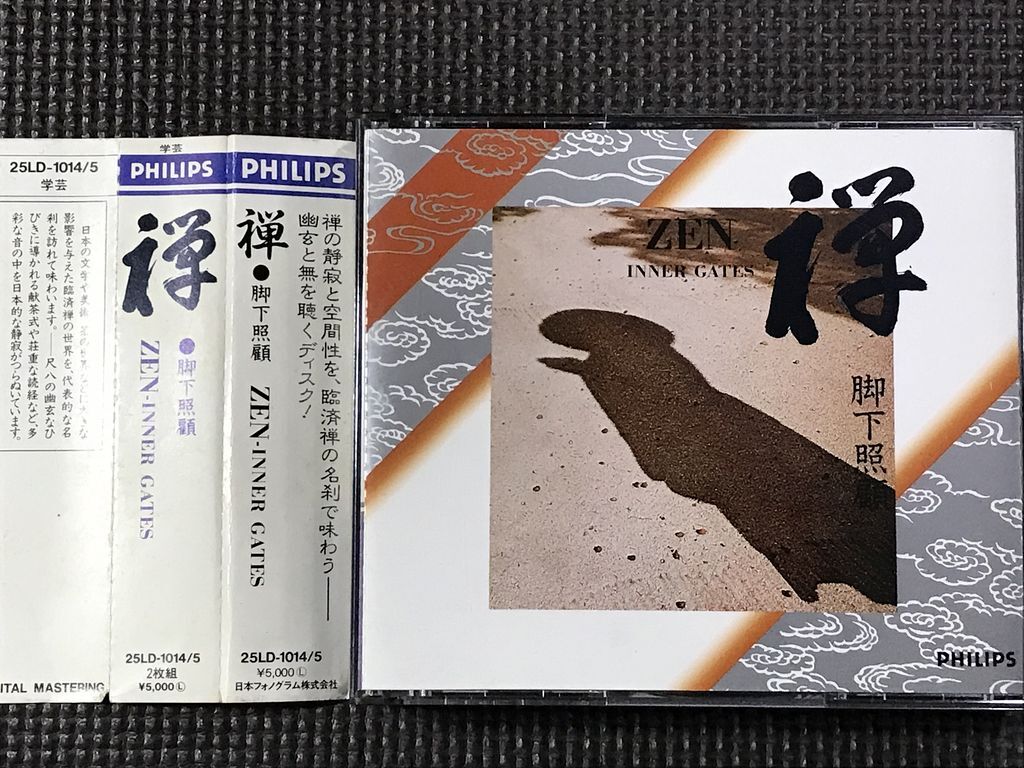 25LD-1014/5
学芸
日本の文学や
影響を与えた臨済禅の世界を、代表的な名
刹を訪れて味わいます。——尺八の幽玄なひ
びきに導かれる献茶式や荘重な読経など、多
彩な音の中を日本的な静寂がつらぬいています。
ITAL MASTERING
学芸
PHILIPS
禅
●脚下照顧
ZEN-INNER GATES
25LD-1014/5
2枚組
¥5,000Ⓛ
PHILIPS
禅の静寂と空間性を、臨済禅の名刹で味わう——
幽玄と無を聴くディスク！
禅●脚下照顧 ZEN-INNER GATES
25LD-1014/5
¥5,000Ⓛ
日本フォノグラム株式会社
ZEN
INNER GATES
禅
脚下照顧
PHILIPS